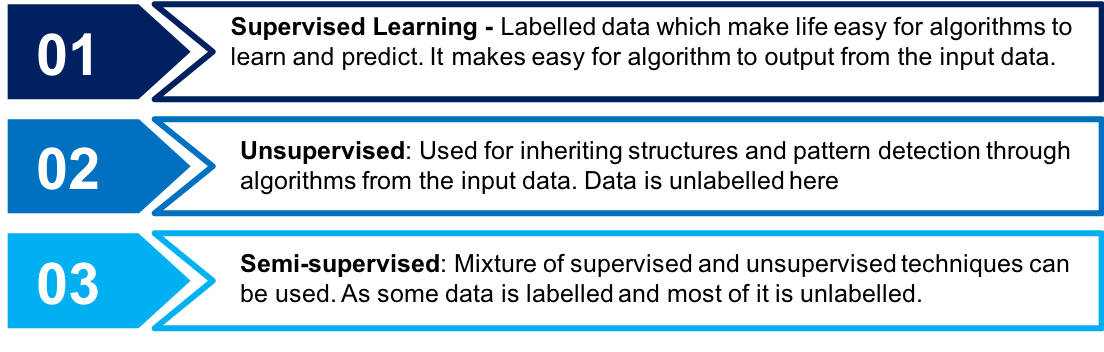 01
Supervised Learning - Labelled data which make life easy for algorithms to
learn and predict. It makes easy for algorithm to output from the input data.
02
Unsupervised: Used for inheriting structures and pattern detection through
algorithms from the input data. Data is unlabelled here
03
Semi-supervised: Mixture of supervised and unsupervised techniques can
be used. As some data is labelled and most of it is unlabelled.